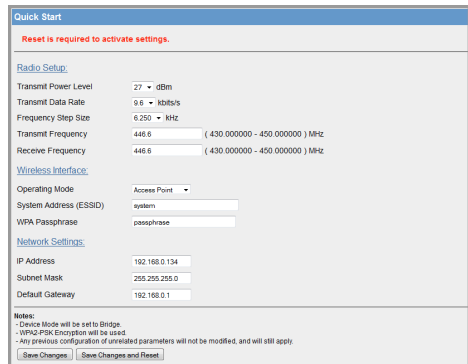 Quick Start
Reset is required to activate settings.
Radio Setup:
Transmit Power Level 27 dBm
Transmit Data Rate 9.6 kbits/s
Frequency Step Size 6.250 kHz
Transmit Frequency 446.6 ( 430.000000 - 450.000000 ) MHz
Receive Frequency 446.6 ( 430.000000 - 450.000000 ) MHz
Wireless Interface:
Operating Mode Access Point
System Address (ESSID) system
WPA Passphrase passphrase
Network Settings:
IP Address 192.168.0.134
Subnet Mask 255.255.255.0
Default Gateway 192.168.0.1
Notes:
- Device Mode will be set to Bridge.
- WPA2-PSK Encryption will be used.
- Any previous configuration of unrelated parameters will not be modified, and will still apply.
Save Changes Save Changes and Reset